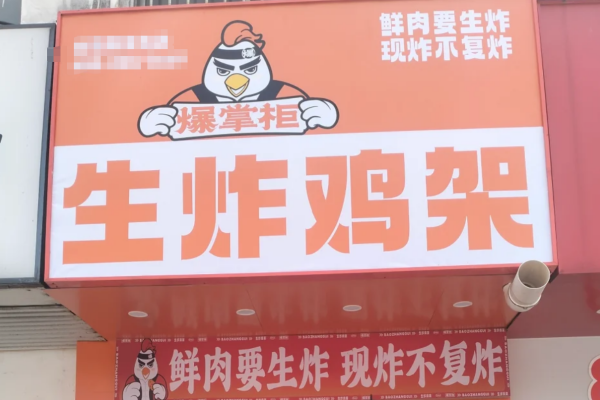 鲜肉要生炸
现炸不复炸
爆掌柜
生炸鸡架
鲜肉要生炸 现炸不复炸